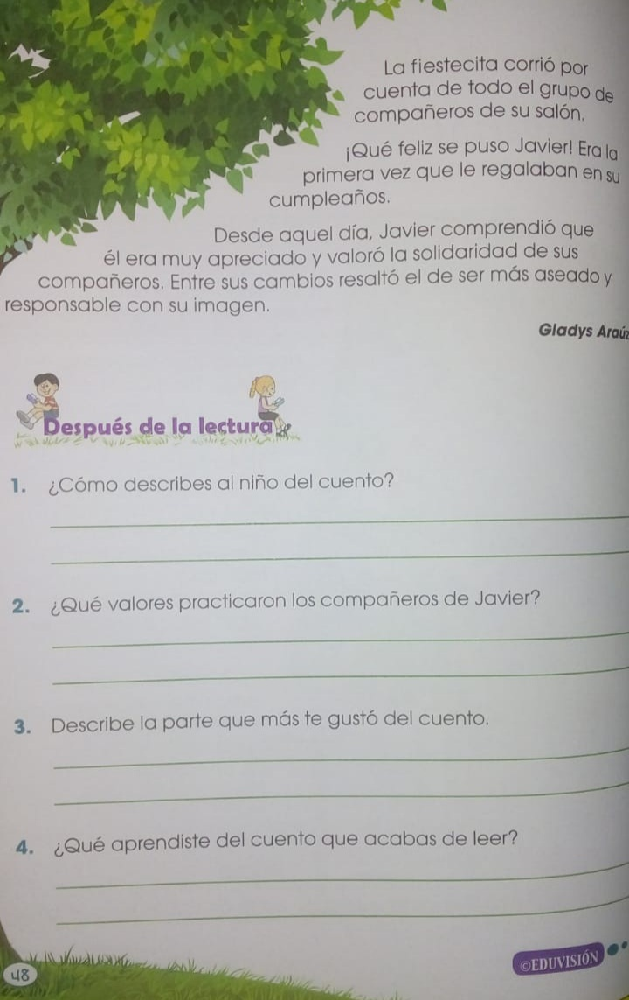 La fiestecita corrió por
cuenta de todo el grupo de
compañeros de su salón.
¡Qué feliz se puso Javier! Era la
primera vez que le regalaban en su
cumpleaños.
Desde aquel día, Javier comprendió que
él era muy apreciado y valoró la solidaridad de sus
compañeros. Entre sus cambios resaltó el de ser más aseado y
responsable con su imagen.
Gladys Araúz
Después de la lectura
1. ¿Cómo describes al niño del cuento?
2. ¿Qué valores practicaron los compañeros de Javier?
3. Describe la parte que más te gustó del cuento.
4. ¿Qué aprendiste del cuento que acabas de leer?
48
©EDUVISIÓN